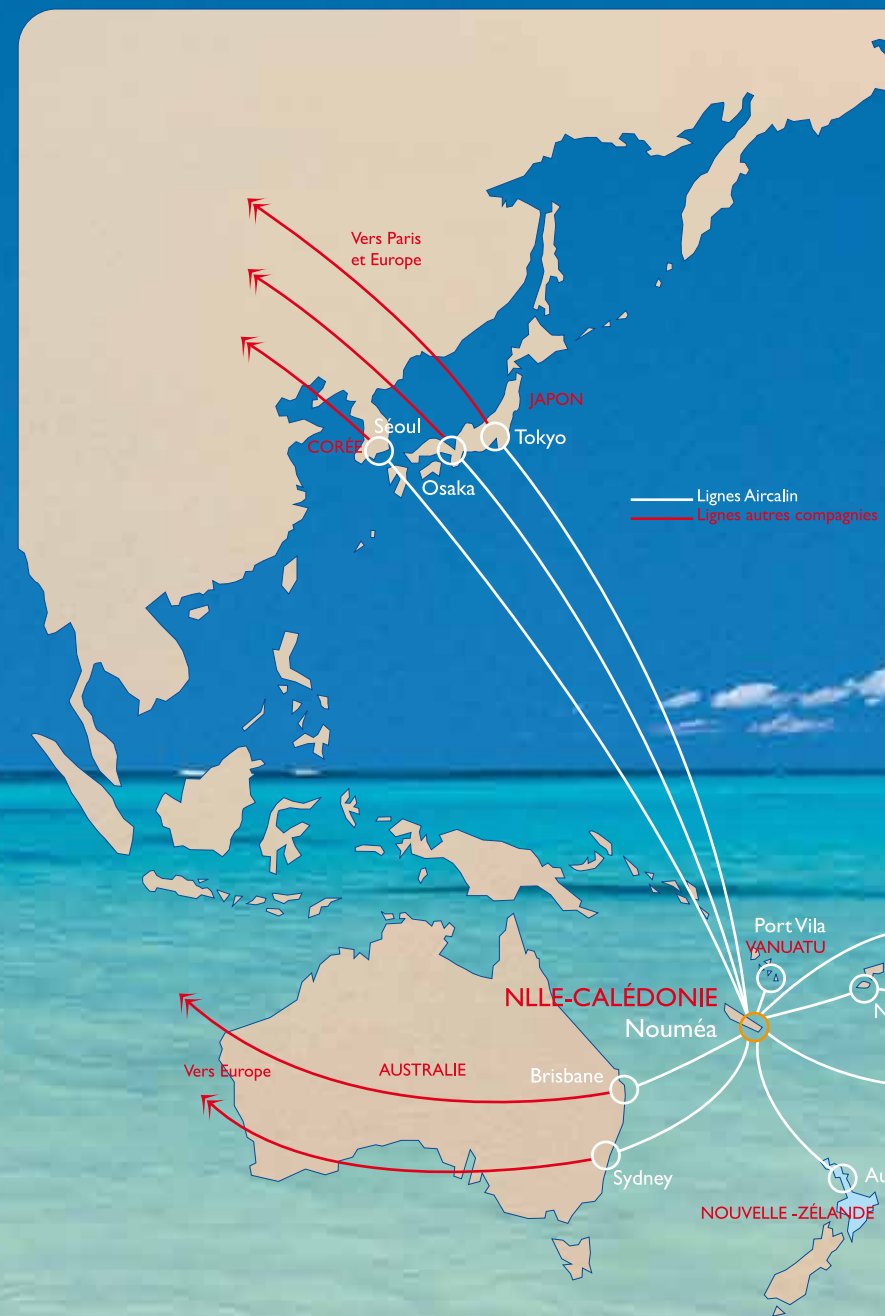 Vers Paris
et Europe
JAPON
Séoul
CORÉE
Tokyo
Osaka
Lignes Aircalin
Lignes autres compagnies
Port Vila
VANUATU
NLLE-CALÉDONIE
Nouméa
N
Vers Europe
AUSTRALIE
Brisbane
Sydney
Au
NOUVELLE -ZÉLANDE